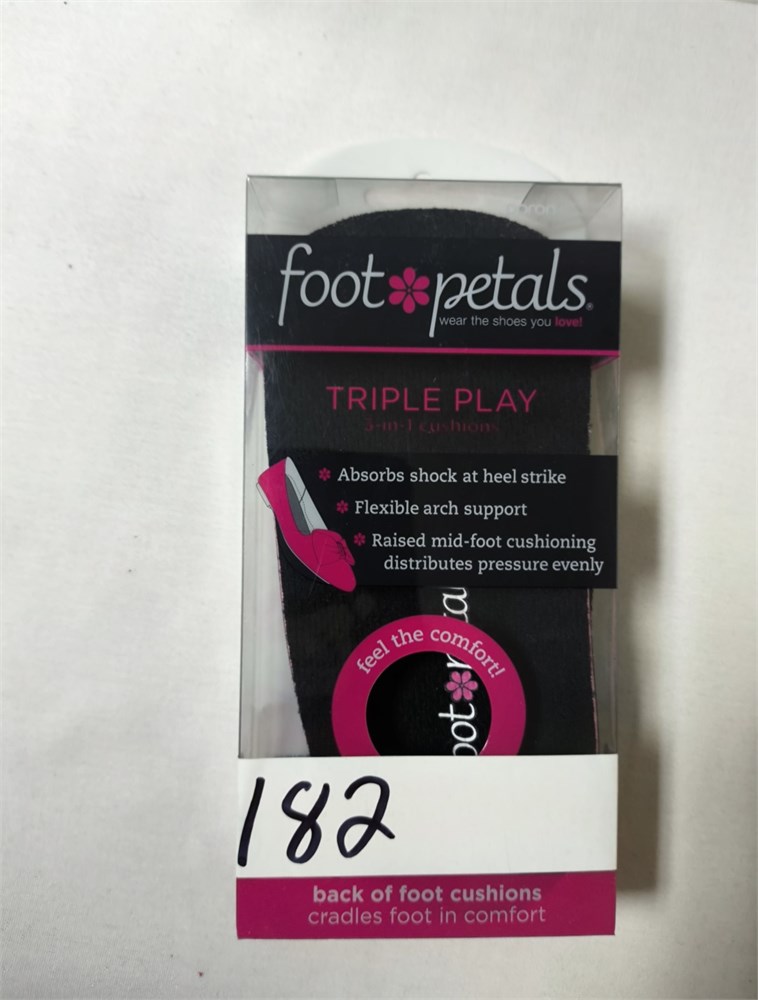 foot petals®
wear the shoes you love!
TRIPLE PLAY
3-in-1 cushions
Absorbs shock at heel strike
Flexible arch support
Raised mid-foot cushioning
distributes pressure evenly
feel the comfort!
182
back of foot cushions
cradles foot in comfort